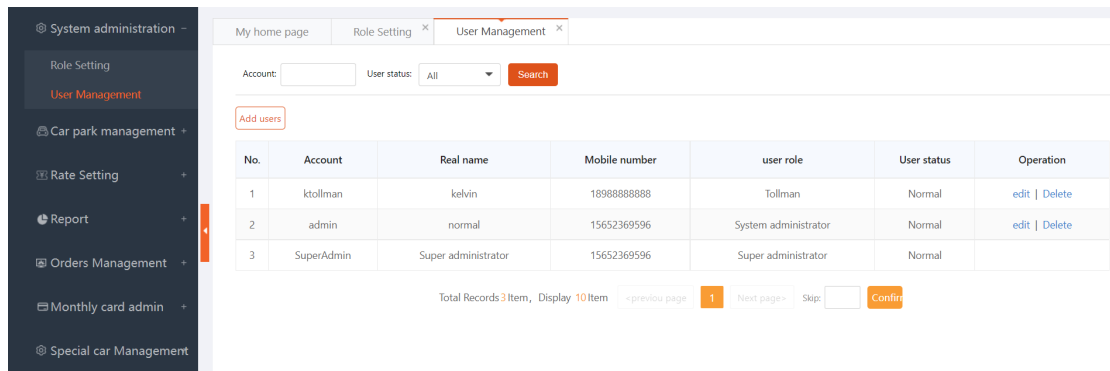 System administration −
Role Setting
User Management
Car park management +
Rate Setting +
Report +
Orders Management +
Monthly card admin +
Special car Management
My home page Role Setting × User Management ×
Account: User status: All Search
Add users
No. Account Real name Mobile number user role User status Operation
1 ktollman kelvin 18988888888 Tollman Normal edit | Delete
2 admin normal 15652369596 System administrator Normal edit | Delete
3 SuperAdmin Super administrator 15652369596 Super administrator Normal
Total Records 3 Item, Display 10 Item <previou page 1 Next page> Skip: Confirm